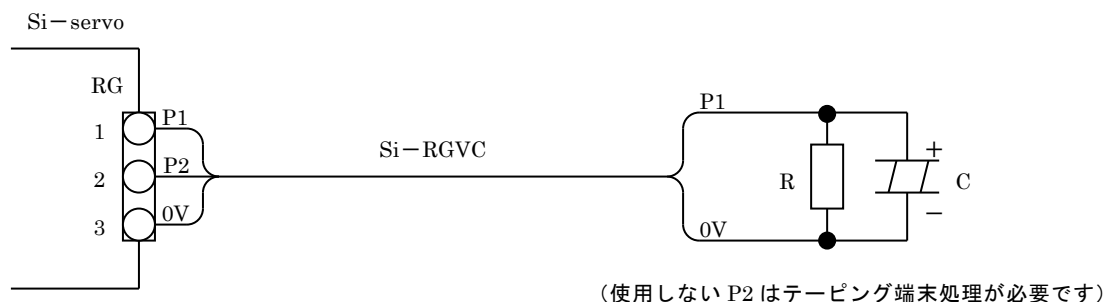 Si－servo
RG
1 P1
2 P2
3 0V
Si－RGVC
P1
R
+
C
−
0V
（使用しない P2 はテーピング端末処理が必要です）